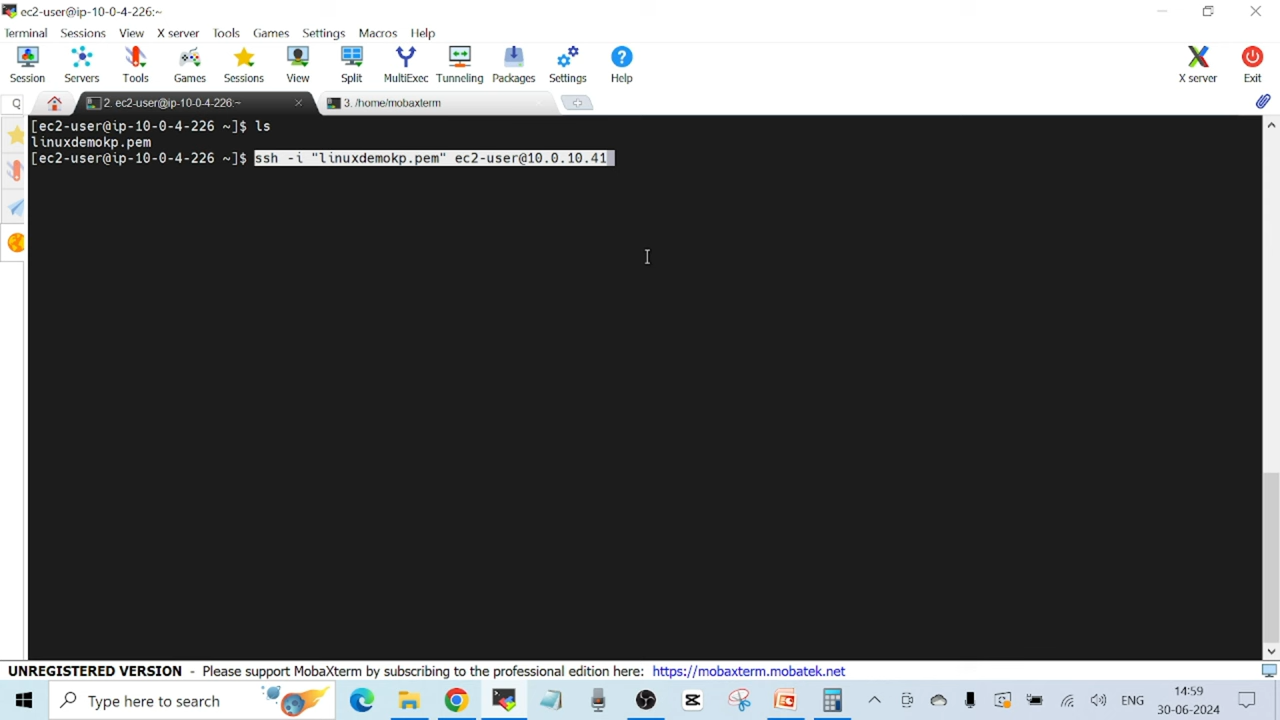 ec2-user@ip-10-0-4-226:~
Terminal Sessions View X server Tools Games Settings Macros Help
Session Servers Tools Games Sessions View Split MultiExec Tunneling Packages Settings Help X server Exit
Q 2. ec2-user@ip-10-0-4-226:~ 3. /home/mobaxterm
[ec2-user@ip-10-0-4-226 ~]$ ls
linuxdemokp.pem
[ec2-user@ip-10-0-4-226 ~]$ ssh -i "linuxdemokp.pem" ec2-user@10.0.10.41
UNREGISTERED VERSION - Please support MobaXterm by subscribing to the professional edition here: https://mobaxterm.mobatek.net
Type here to search ENG 14:59
30-06-2024